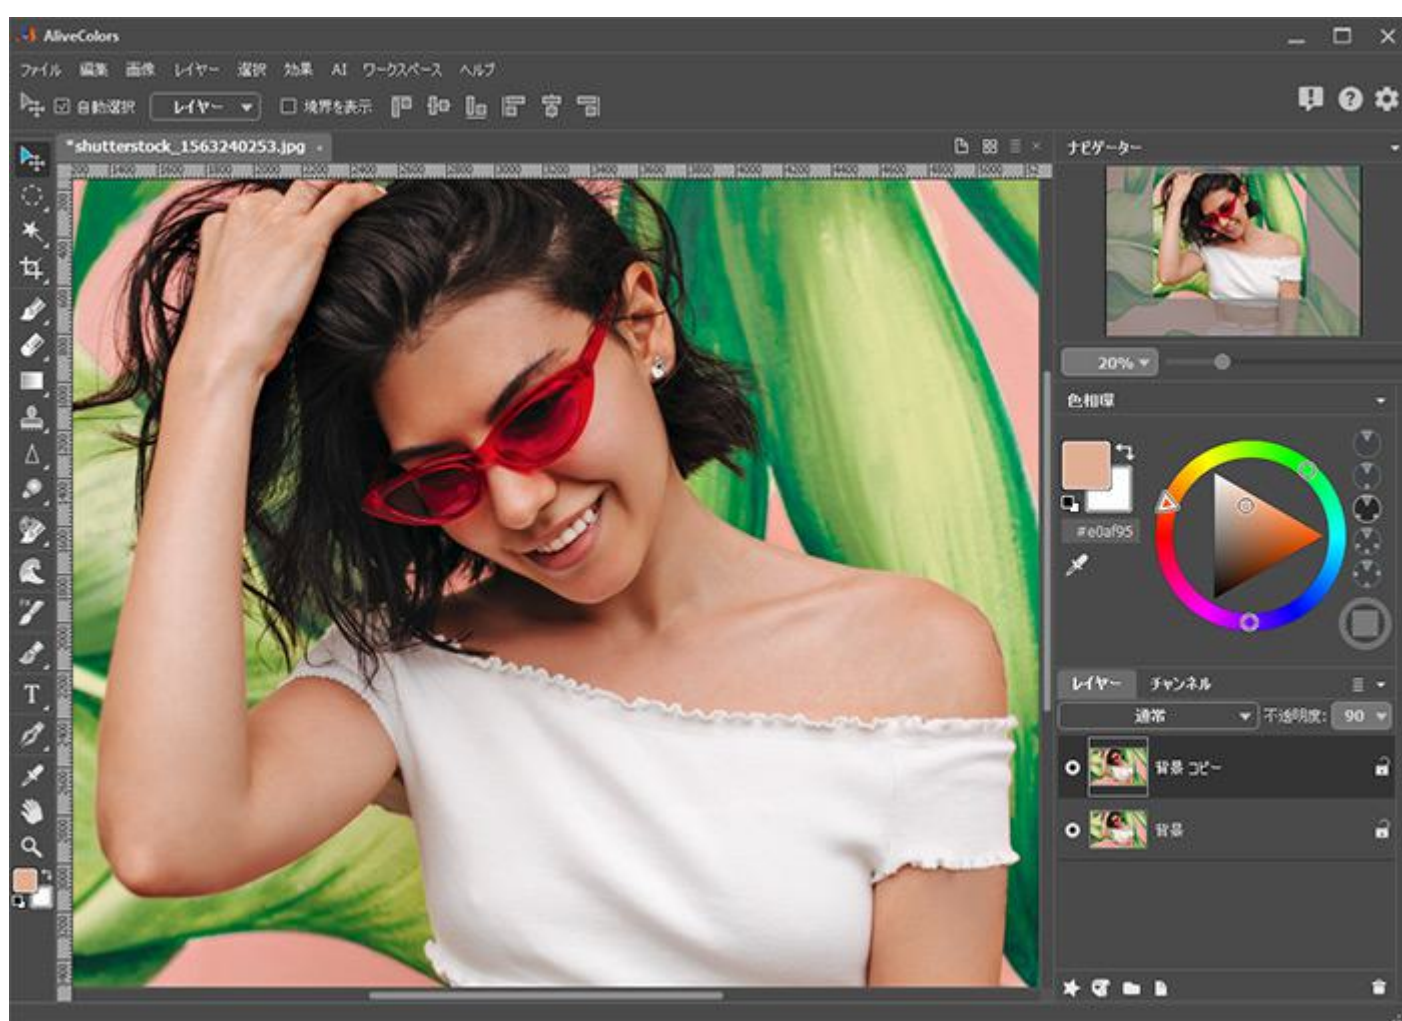 AliveColors
ファイル 編集 画像 レイヤー 選択 効果 AI ワークスペース ヘルプ
自動選択 レイヤー 境界を表示
*shutterstock_1563240253.jpg
ナビゲーター
20%
色相環
#e0af95
レイヤー チャンネル
通常 不透明度: 90
背景 コピー
背景
T